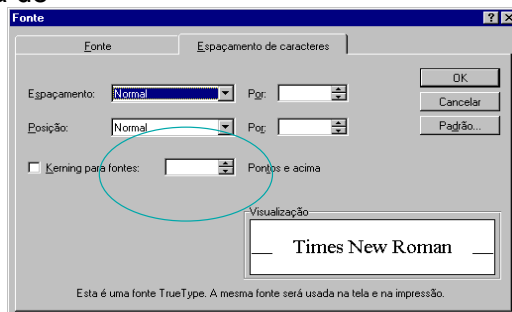 Fonte
Fonte Espaçamento de caracteres
Espaçamento: Normal Por: OK
Cancelar
Posição: Normal Por: Padrão...
Kerning para fontes: Pontos e acima
Visualização
Times New Roman
Esta é uma fonte TrueType. A mesma fonte será usada na tela e na impressão.